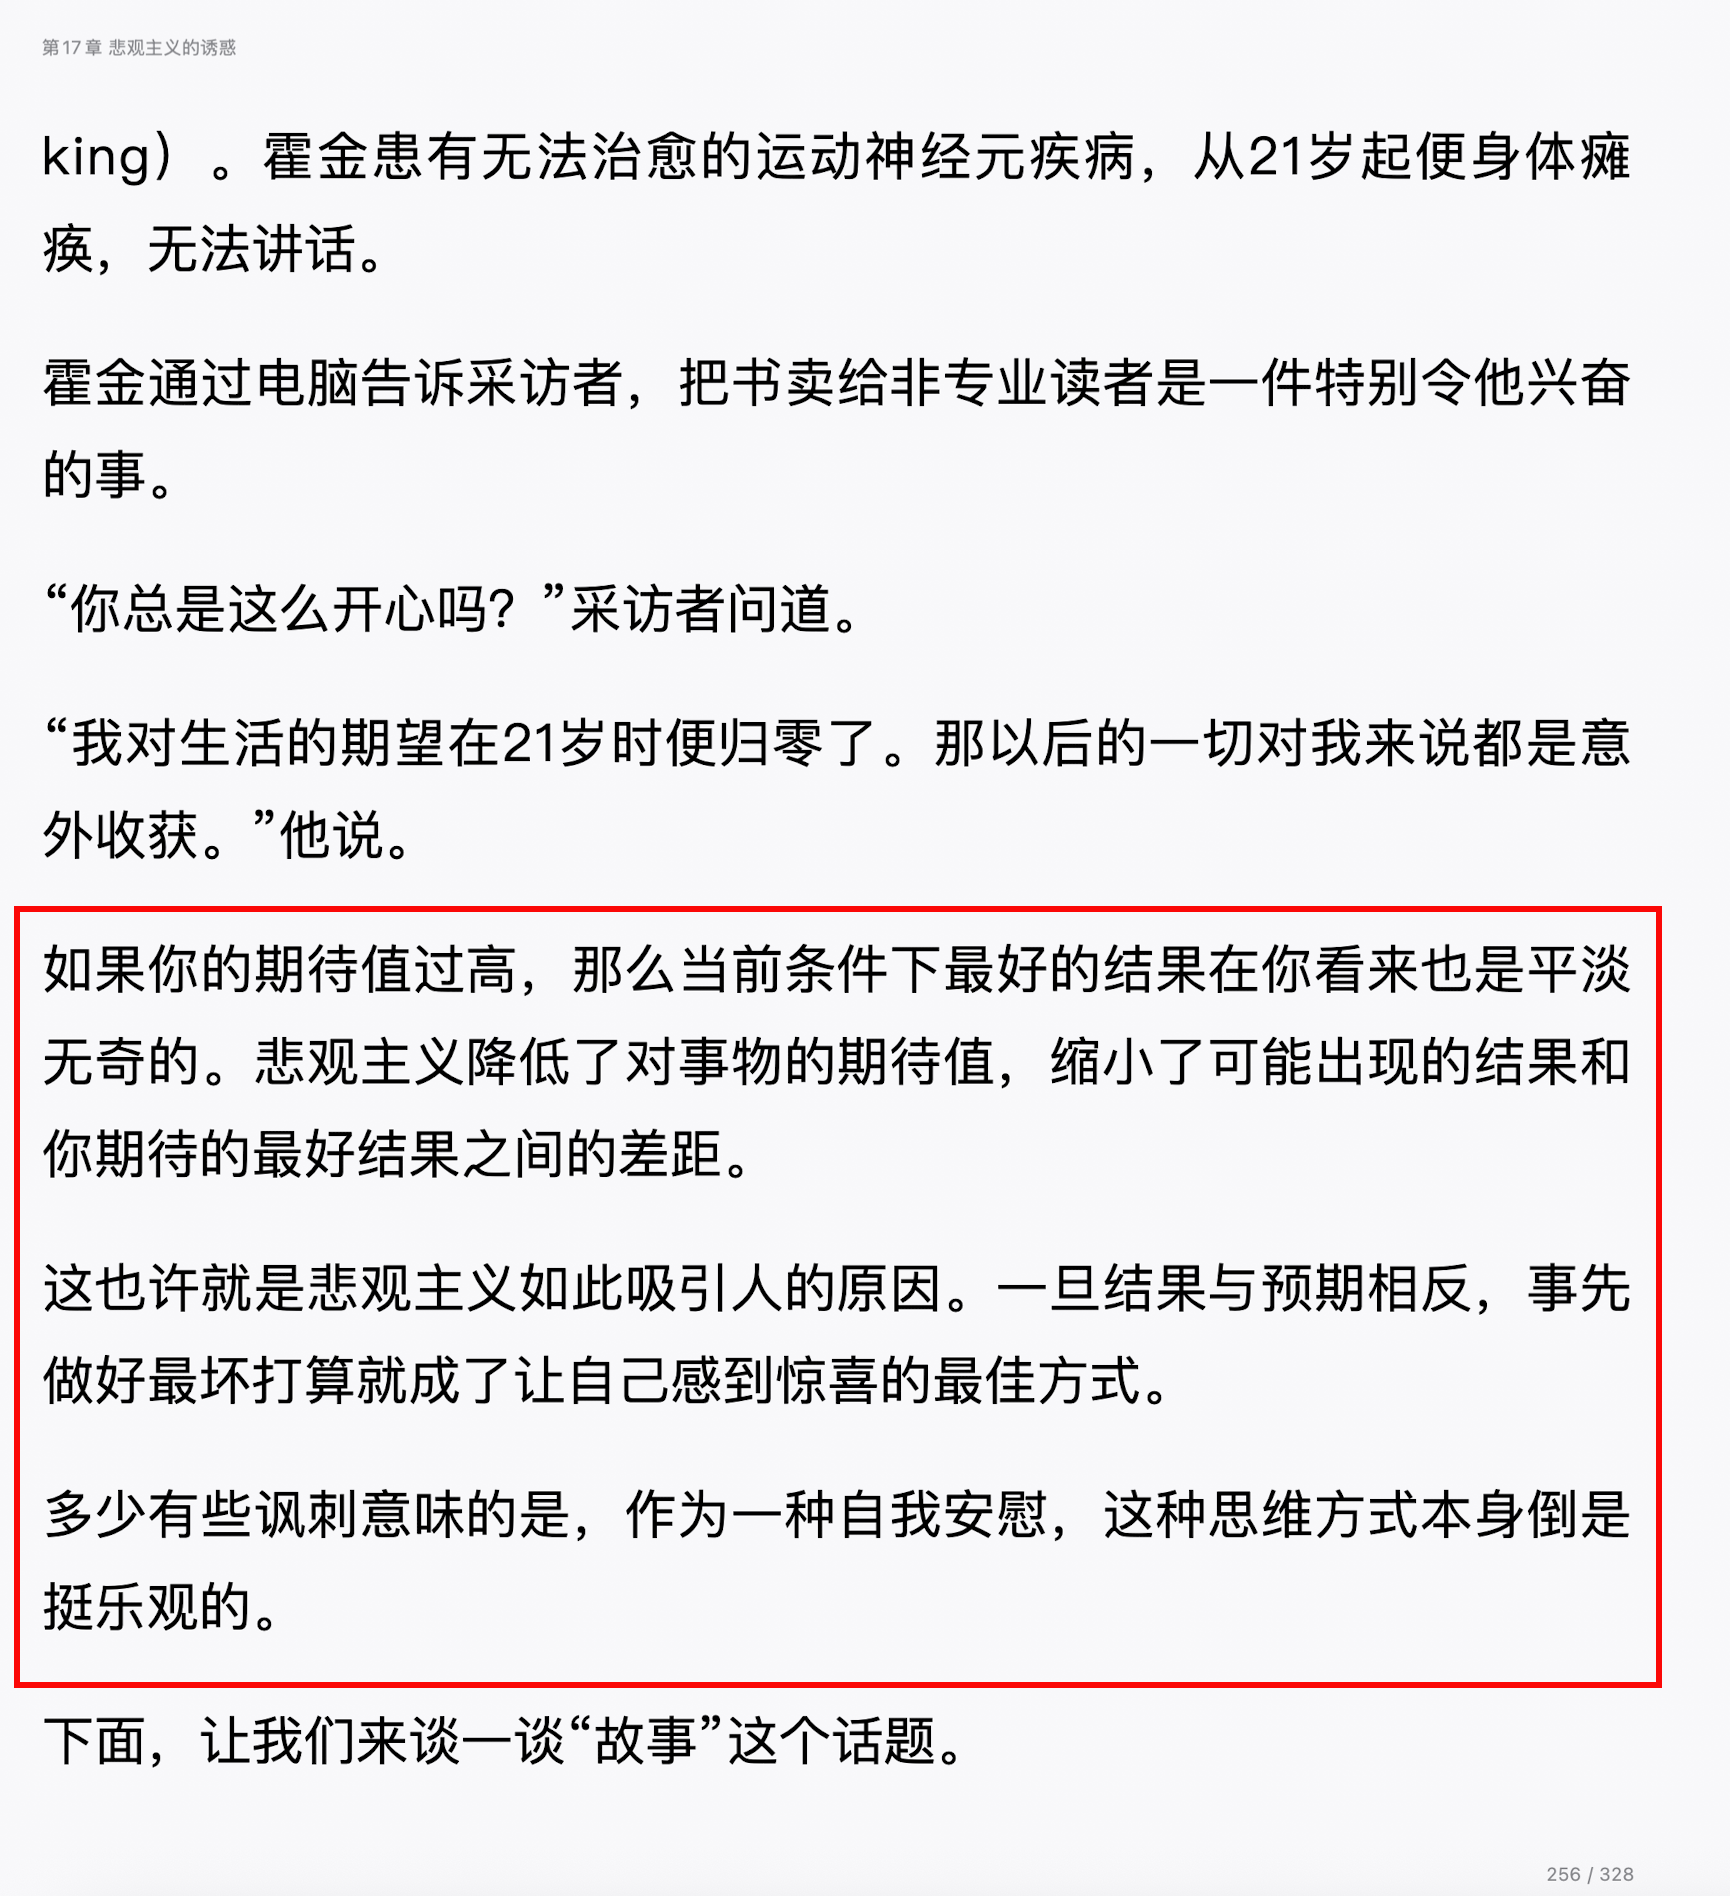 第17章 悲观主义的诱惑
king）。霍金患有无法治愈的运动神经元疾病，从21岁起便身体瘫
痪，无法讲话。
霍金通过电脑告诉采访者，把书卖给非专业读者是一件特别令他兴奋
的事。
“你总是这么开心吗？”采访者问道。
“我对生活的期望在21岁时便归零了。那以后的一切对我来说都是意
外收获。”他说。
如果你的期待值过高，那么当前条件下最好的结果在你看来也是平淡
无奇的。悲观主义降低了对事物的期待值，缩小了可能出现的结果和
你期待的最好结果之间的差距。
这也许就是悲观主义如此吸引人的原因。一旦结果与预期相反，事先
做好最坏打算就成了让自己感到惊喜的最佳方式。
多少有些讽刺意味的是，作为一种自我安慰，这种思维方式本身倒是
挺乐观的。
下面，让我们来谈一谈“故事”这个话题。
256 / 328